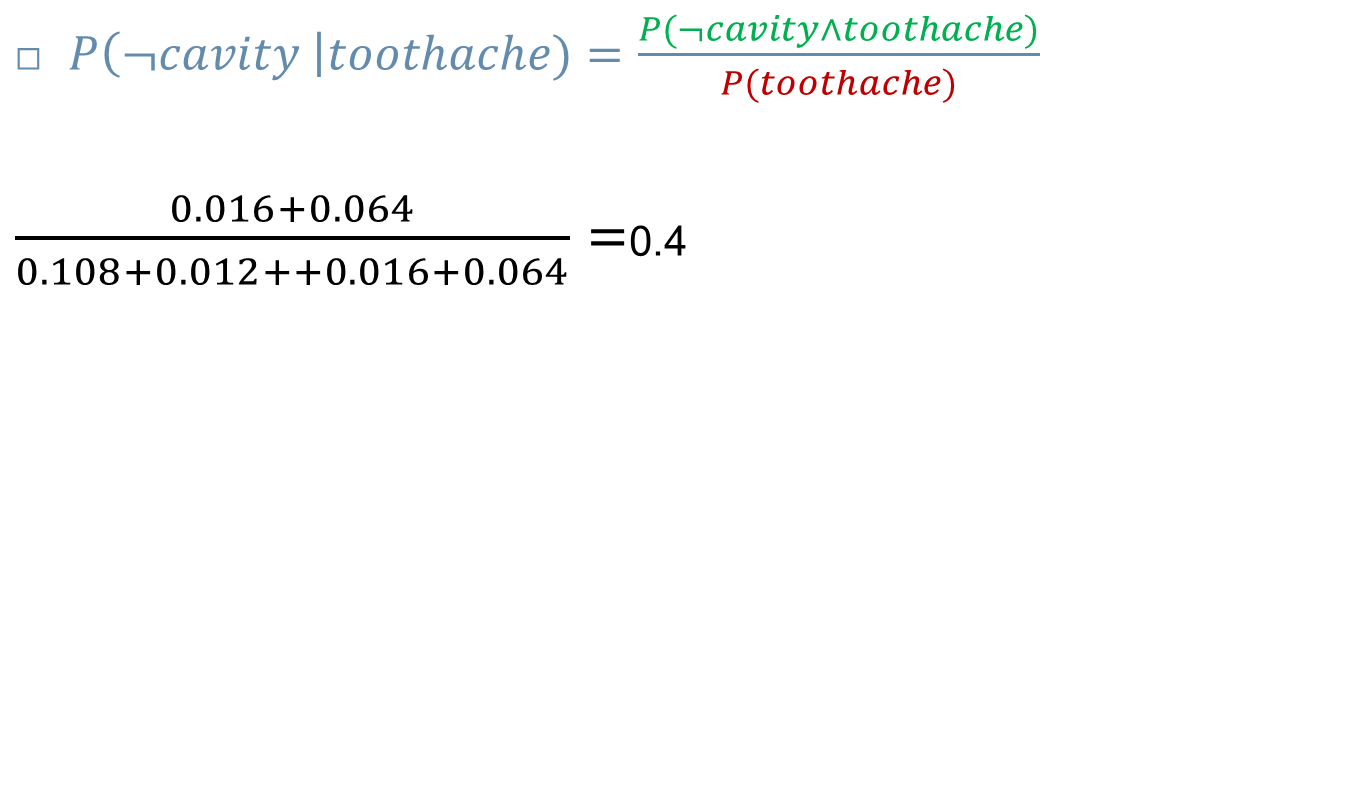 □ P(¬cavity |toothache) = P(¬cavity∧toothache) / P(toothache)
0.016+0.064 / 0.108+0.012++0.016+0.064 =0.4